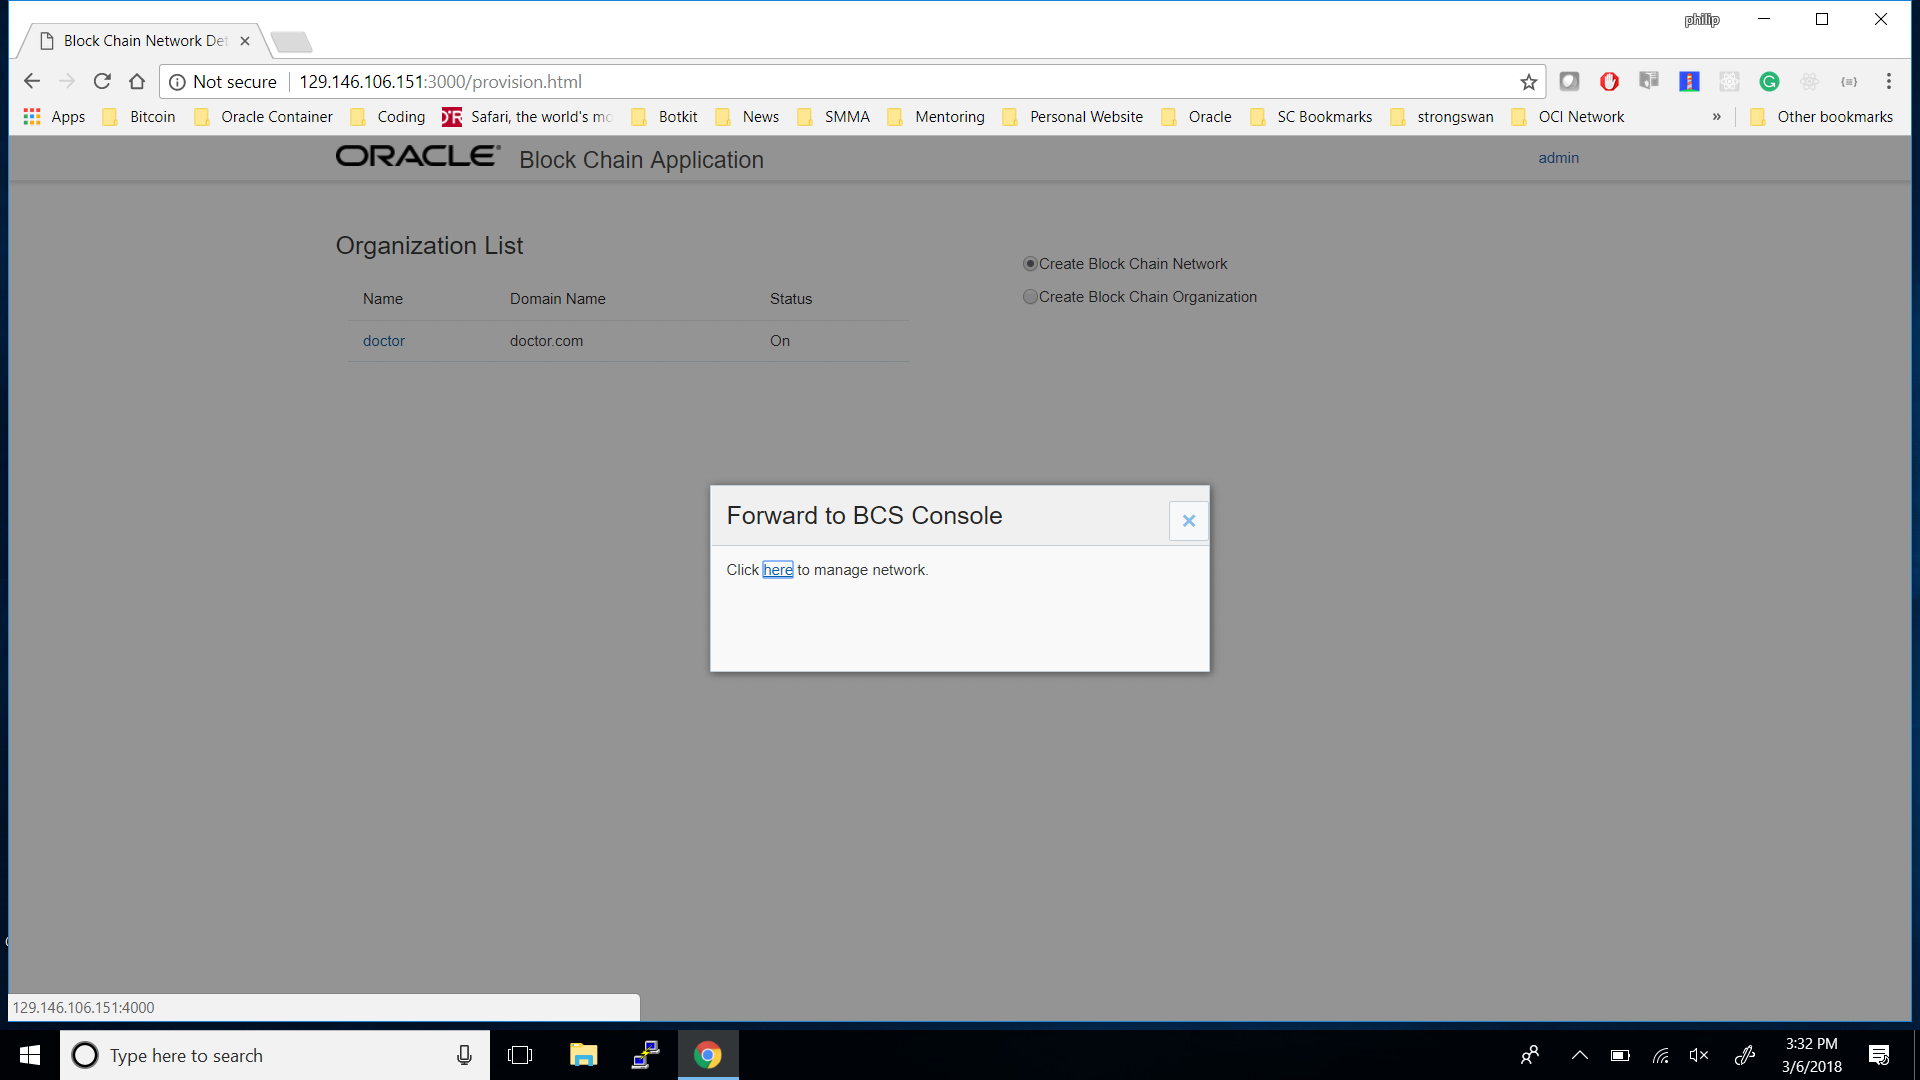 philip
Block Chain Network Det
Not secure 129.146.106.151:3000/provision.html
Apps Bitcoin Oracle Container Coding Safari, the world's mo Botkit News SMMA Mentoring Personal Website Oracle SC Bookmarks strongswan OCI Network » Other bookmarks
ORACLE Block Chain Application admin
Organization List
Create Block Chain Network
Create Block Chain Organization
Name Domain Name Status
doctor doctor.com On
Forward to BCS Console
Click here to manage network.
129.146.106.151:4000
Type here to search
3:32 PM
3/6/2018